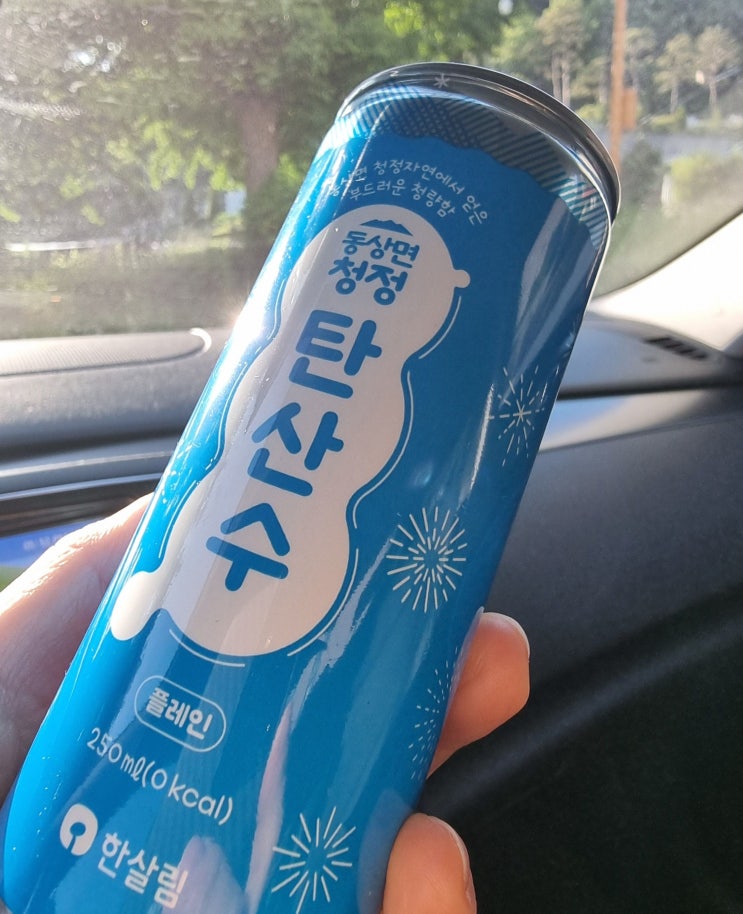 청정자연에서 얻은
부드러운 청량함
동상면
청정
탄
산
수
플레인
250ml(0kcal)
한살림